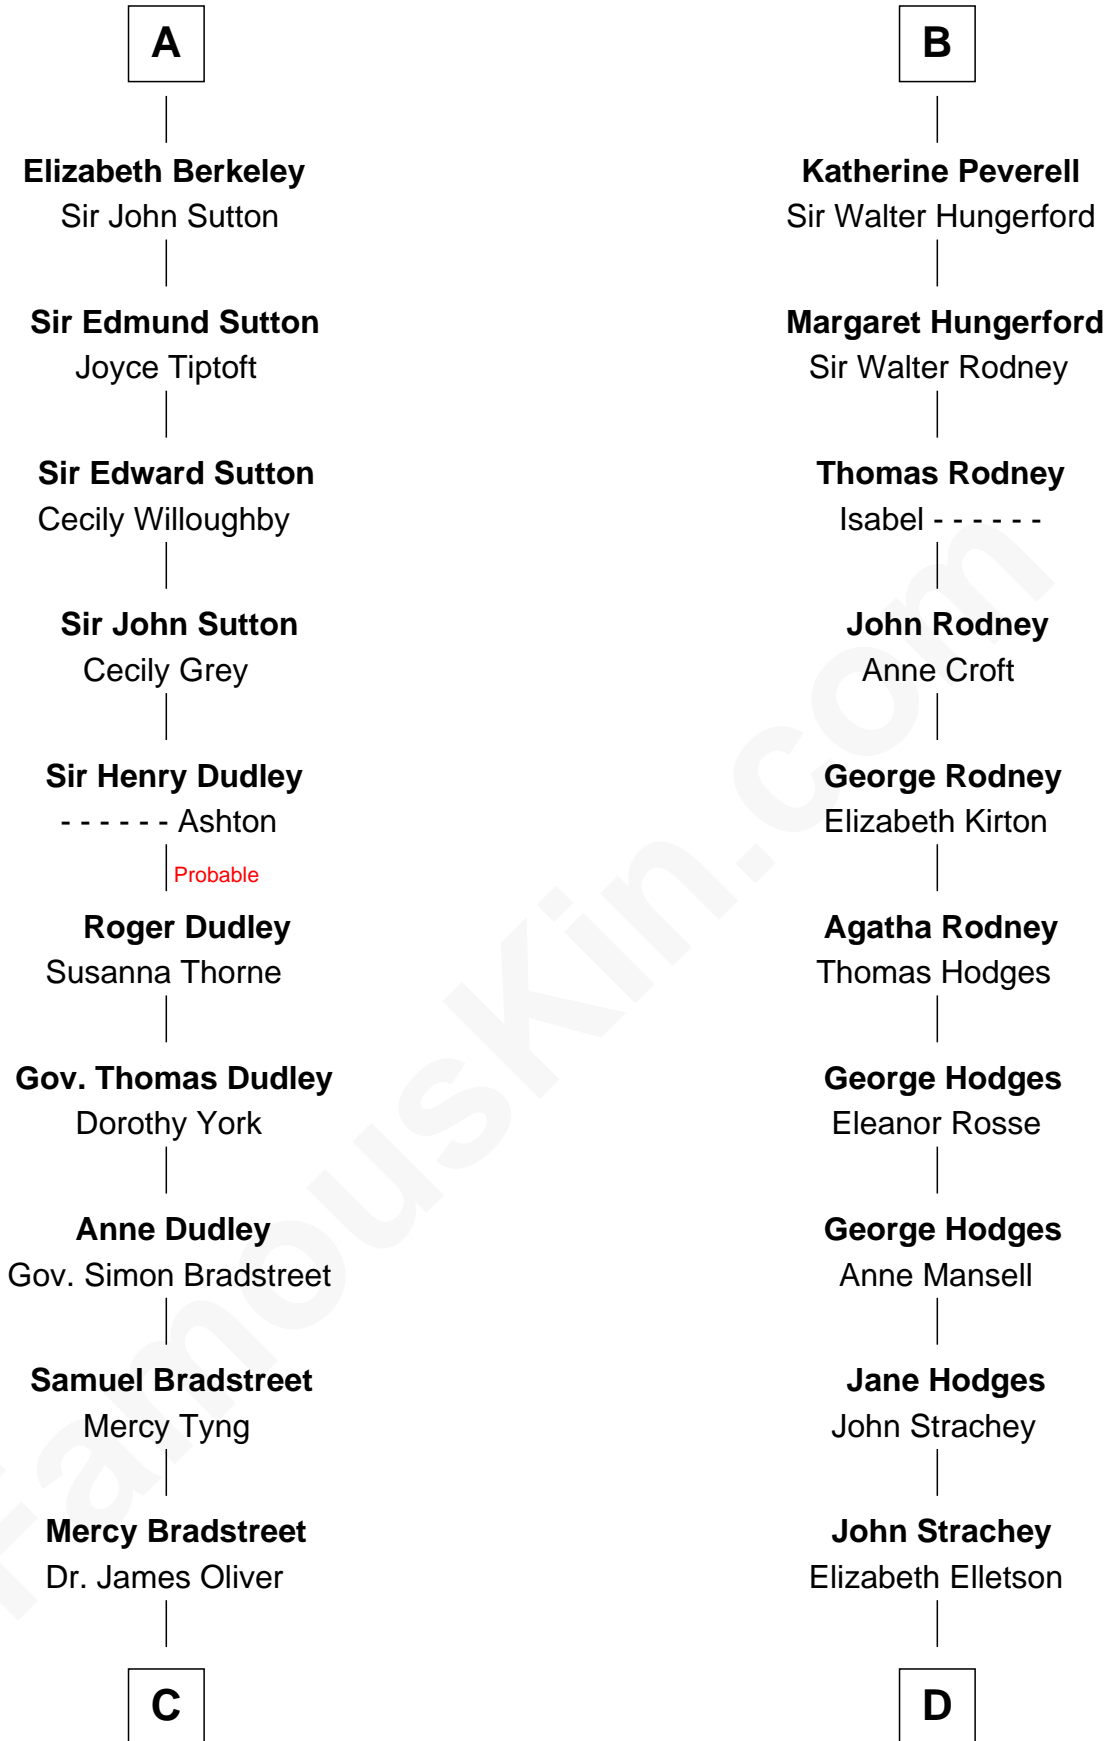 A
Elizabeth Berkeley
Sir John Sutton
Sir Edmund Sutton
Joyce Tiptoft
Sir Edward Sutton
Cecily Willoughby
Sir John Sutton
Cecily Grey
Sir Henry Dudley
- - - - - - Ashton
Probable
Roger Dudley
Susanna Thorne
Gov. Thomas Dudley
Dorothy York
Anne Dudley
Gov. Simon Bradstreet
Samuel Bradstreet
Mercy Tyng
Mercy Bradstreet
Dr. James Oliver
C
B
Katherine Peverell
Sir Walter Hungerford
Margaret Hungerford
Sir Walter Rodney
Thomas Rodney
Isabel - - - - - -
John Rodney
Anne Croft
George Rodney
Elizabeth Kirton
Agatha Rodney
Thomas Hodges
George Hodges
Eleanor Rosse
George Hodges
Anne Mansell
Jane Hodges
John Strachey
John Strachey
Elizabeth Elletson
D
FamousKin.com